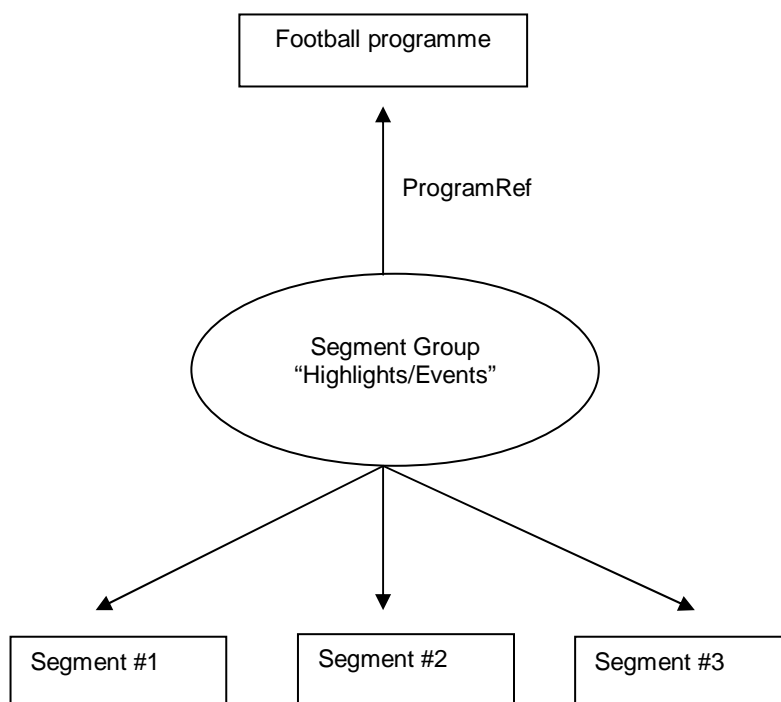 Football programme
ProgramRef
Segment Group
“Highlights/Events”
Segment #1
Segment #2
Segment #3